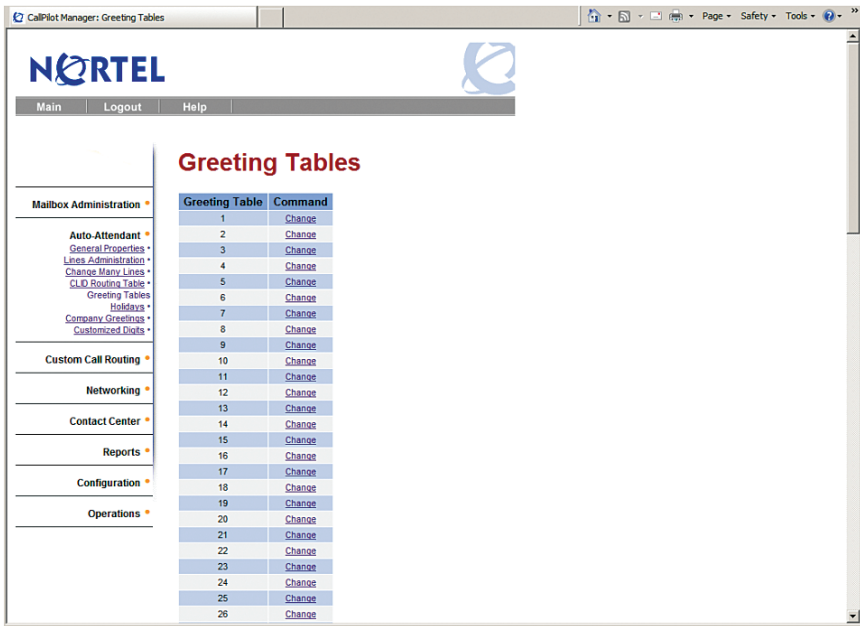 CallPilot Manager: Greeting Tables
Page Safety Tools
»
NORTEL
Main Logout Help
Greeting Tables
Mailbox Administration
Auto-Attendant
General Properties
Lines Administration
Change Many Lines
CLID Routing Table
Greeting Tables
Holidays
Company Greetings
Customized Digits
Custom Call Routing
Networking
Contact Center
Reports
Configuration
Operations
Greeting Table Command
1 Change
2 Change
3 Change
4 Change
5 Change
6 Change
7 Change
8 Change
9 Change
10 Change
11 Change
12 Change
13 Change
14 Change
15 Change
16 Change
17 Change
18 Change
19 Change
20 Change
21 Change
22 Change
23 Change
24 Change
25 Change
26 Change